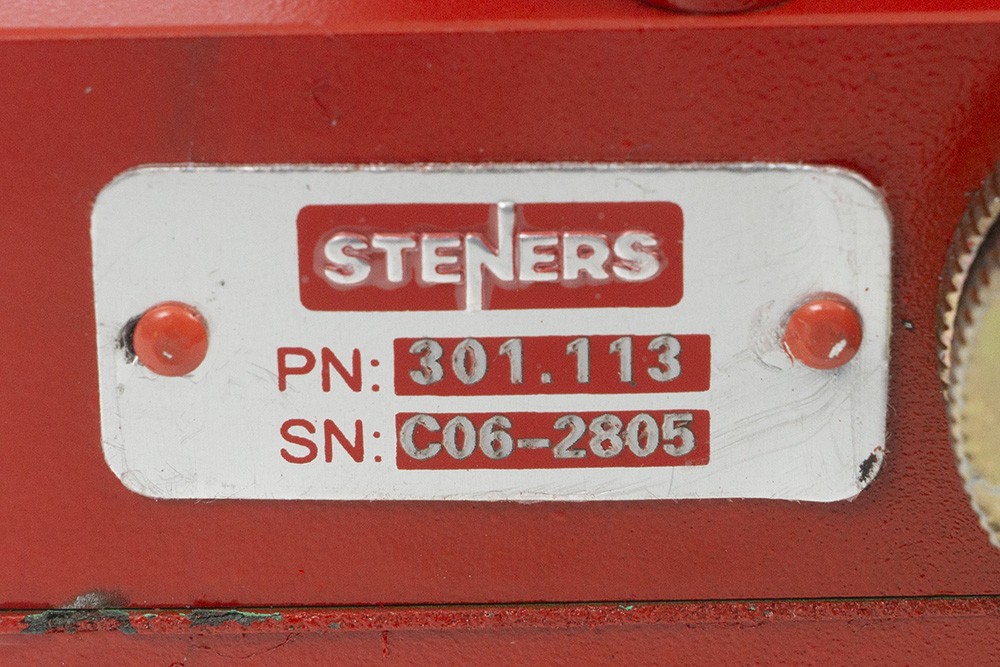 STENERS
PN: 301.113
SN: C06-2805